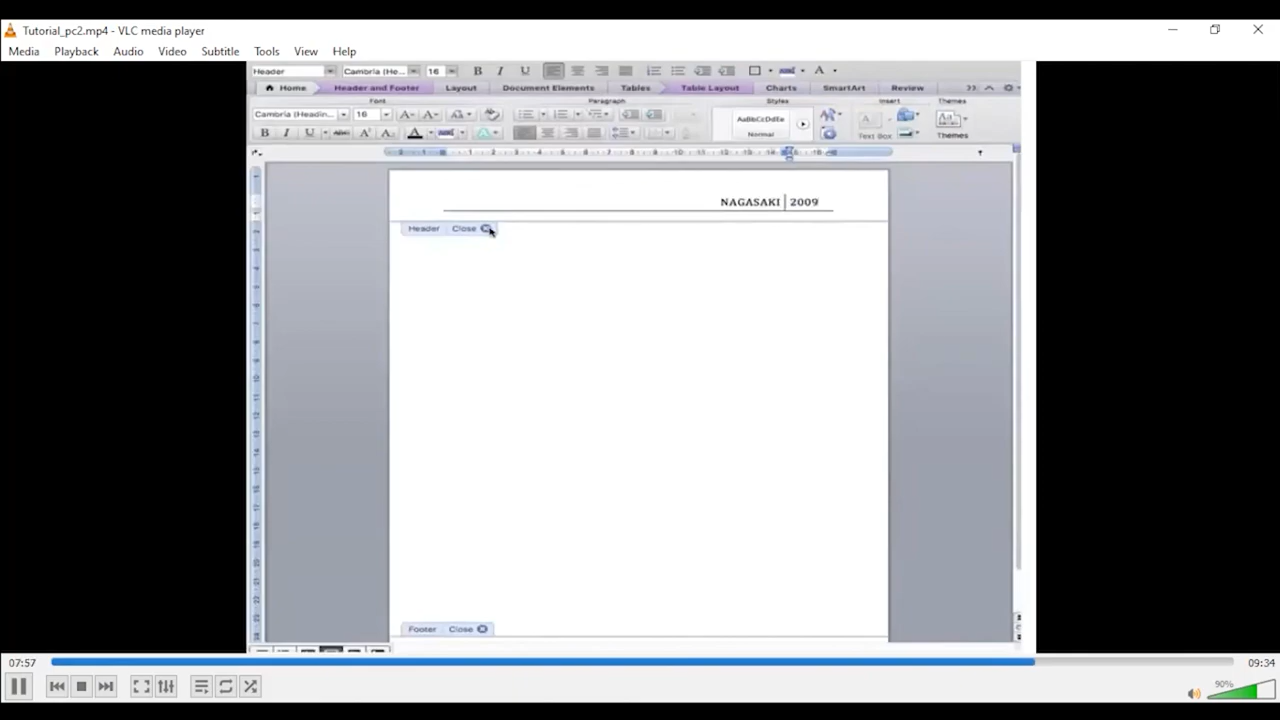 Tutorial_pc2.mp4 - VLC media player
Media Playback Audio Video Subtitle Tools View Help
Header Cambria (He... 16 B I U A
Home Header and Footer Layout Document Elements Tables Table Layout Charts SmartArt Review
Font Paragraph Styles Insert Themes
Cambria (Headin... 16 AaBbCcDdEe
B I U ABC A A A Normal Text Box Themes
NAGASAKI 2009
Header Close
Footer Close
07:57 09:34
90%